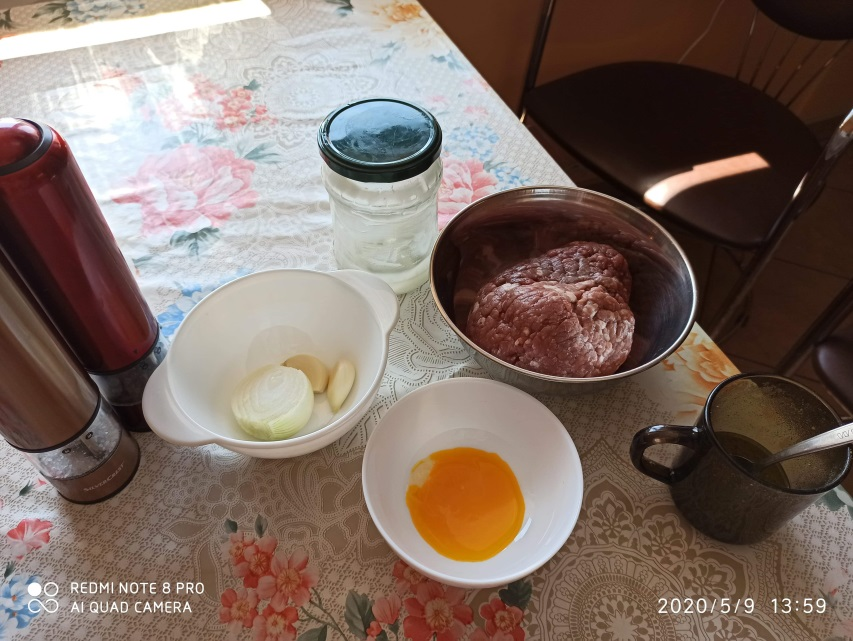 REDMI NOTE 8 PRO
AI QUAD CAMERA
2020/5/9 13:59